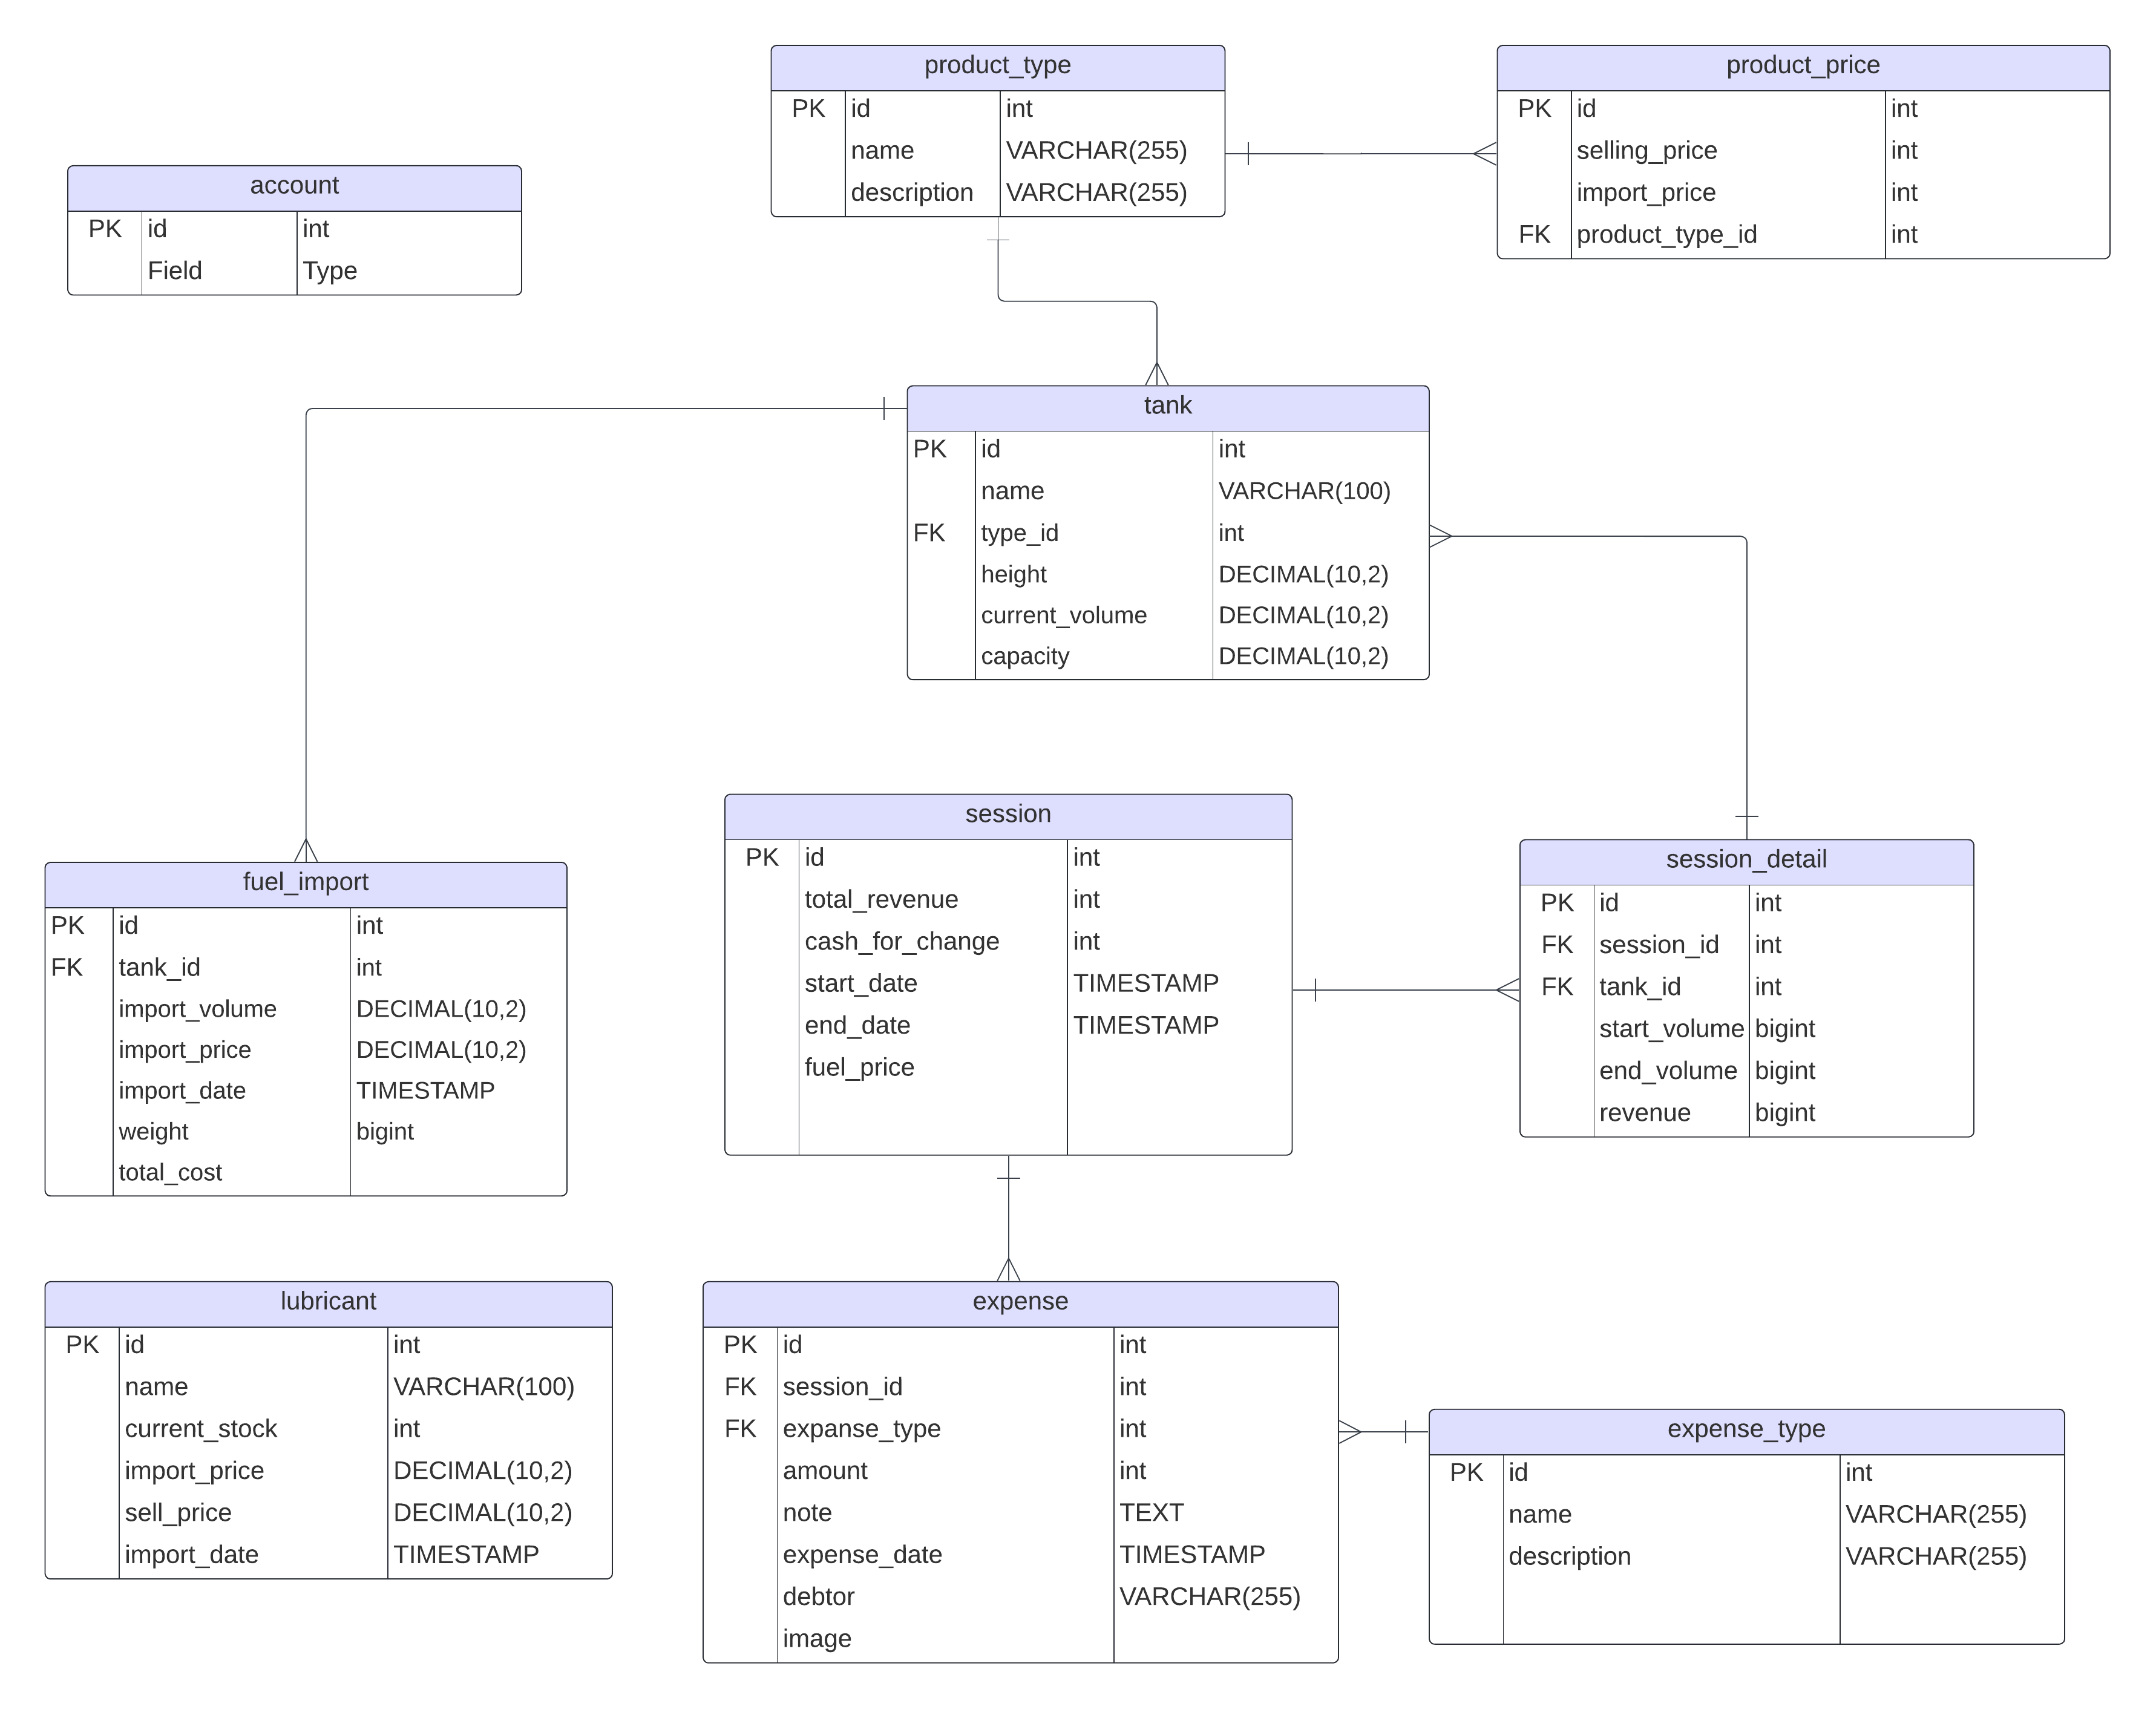 product_type
PK id int
name VARCHAR(255)
description VARCHAR(255)
product_price
PK id int
selling_price int
import_price int
FK product_type_id int
account
PK id int
Field Type
tank
PK id int
name VARCHAR(100)
FK type_id int
height DECIMAL(10,2)
current_volume DECIMAL(10,2)
capacity DECIMAL(10,2)
session
PK id int
total_revenue int
cash_for_change int
start_date TIMESTAMP
end_date TIMESTAMP
fuel_price
session_detail
PK id int
FK session_id int
FK tank_id int
start_volume bigint
end_volume bigint
revenue bigint
fuel_import
PK id int
FK tank_id int
import_volume DECIMAL(10,2)
import_price DECIMAL(10,2)
import_date TIMESTAMP
weight bigint
total_cost
lubricant
PK id int
name VARCHAR(100)
current_stock int
import_price DECIMAL(10,2)
sell_price DECIMAL(10,2)
import_date TIMESTAMP
expense
PK id int
FK session_id int
FK expanse_type int
amount int
note TEXT
expense_date TIMESTAMP
debtor VARCHAR(255)
image
expense_type
PK id int
name VARCHAR(255)
description VARCHAR(255)